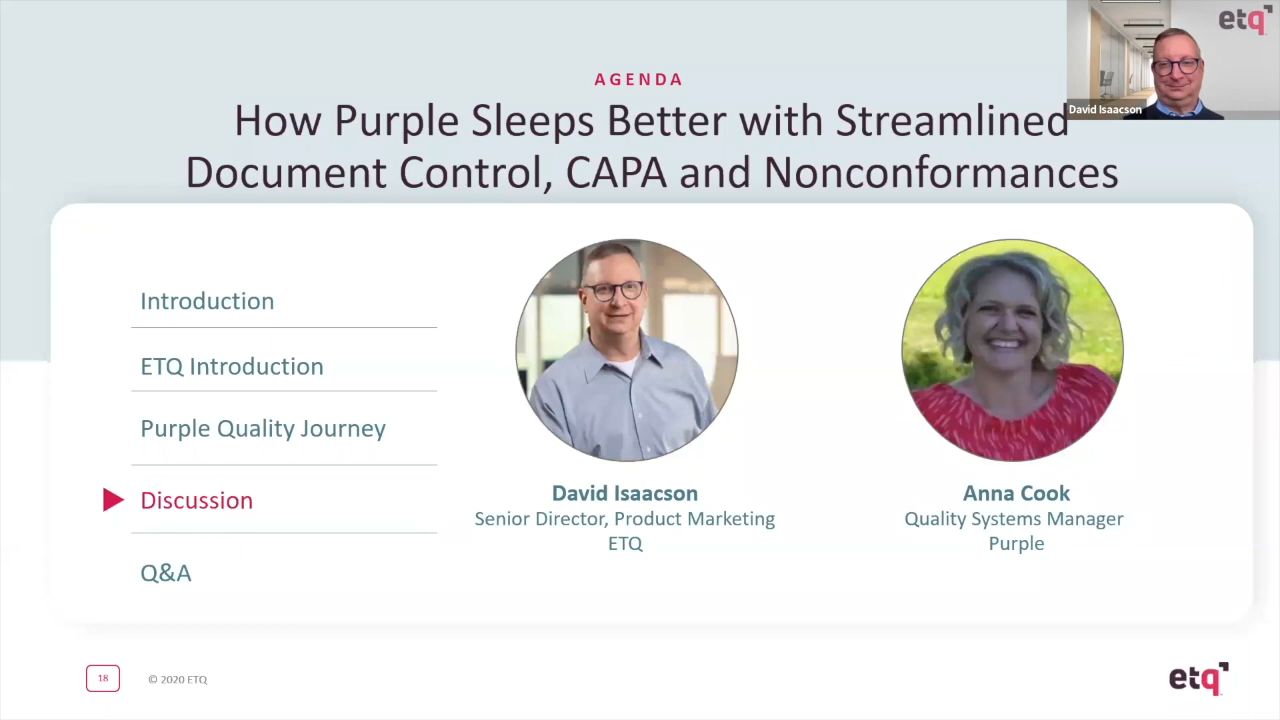 etq
David Isaacson
AGENDA
How Purple Sleeps Better with Streamlined
Document Control, CAPA and Nonconformances
Introduction
ETQ Introduction
Purple Quality Journey
Discussion
Q&A
David Isaacson
Senior Director, Product Marketing
ETQ
Anna Cook
Quality Systems Manager
Purple
18
© 2020 ETQ
etq